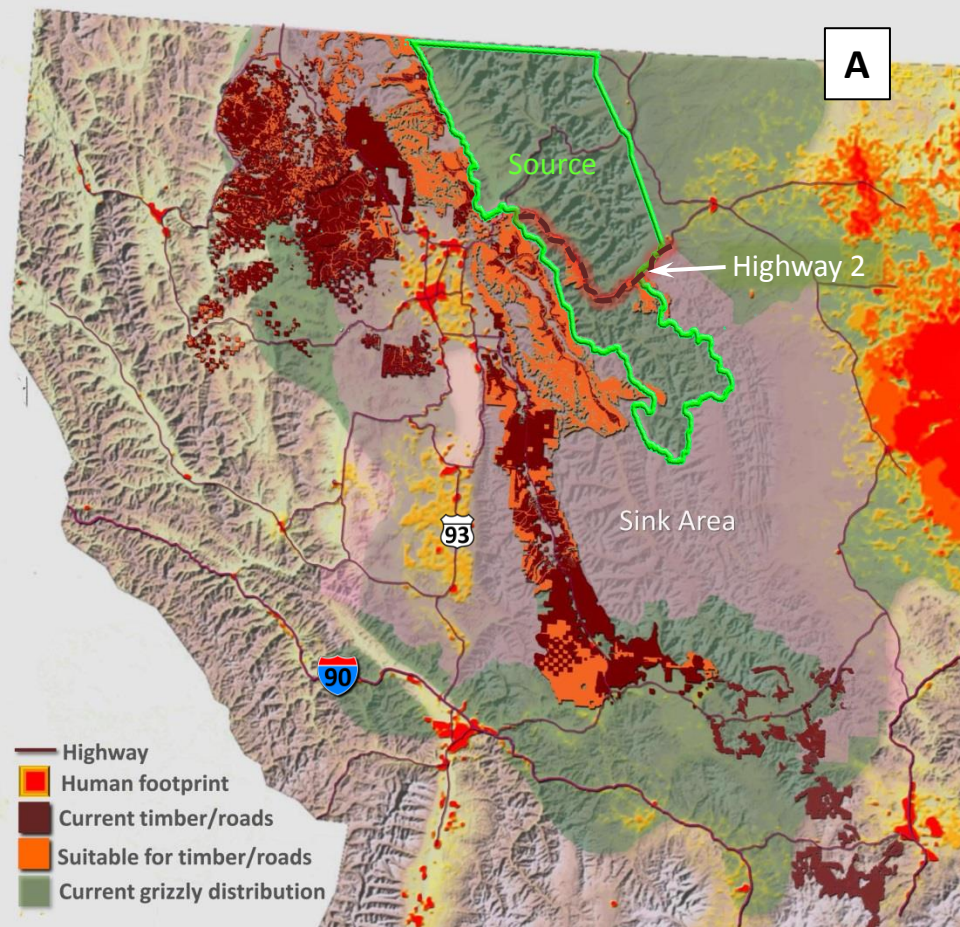 A
Source
Highway 2
Sink Area
93
90
Highway
Human footprint
Current timber/roads
Suitable for timber/roads
Current grizzly distribution